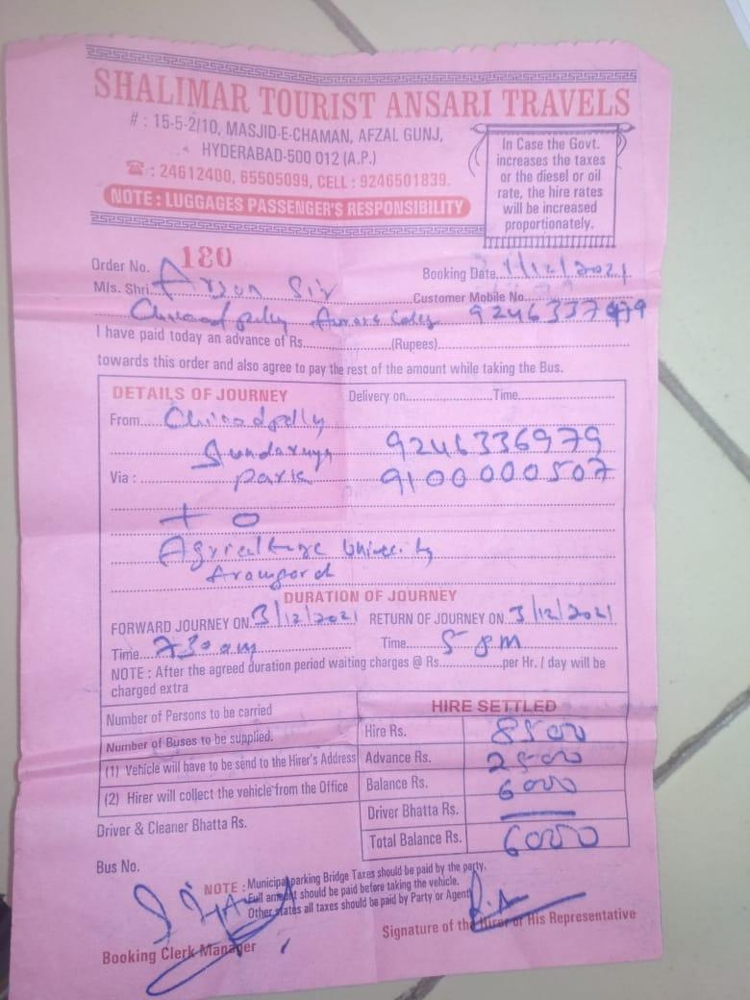 SHALIMAR TOURIST ANSARI TRAVELS
# : 15-5-2/10, MASJID-E-CHAMAN, AFZAL GUNJ,
HYDERABAD-500 012 (A.P.)
☎ : 24612400, 65505099, CELL : 9246501839.
NOTE : LUGGAGES PASSENGER'S RESPONSIBILITY
In Case the Govt.
increases the taxes
or the diesel or oil
rate, the hire rates
will be increased
proportionately.
Order No. 180
Booking Date. 1/12/2021
M/s. Shri. Arjun Sir
Customer Mobile No.
I have paid today an advance of Rs. (Rupees)
towards this order and also agree to pay the rest of the amount while taking the Bus.
DETAILS OF JOURNEY Delivery on Time
From
9246336979
Via : park 9100000507
to
University
DURATION OF JOURNEY
FORWARD JOURNEY ON 3/12/2021 RETURN OF JOURNEY ON 3/12/2021
Time 730 am Time 5 pm
NOTE : After the agreed duration period waiting charges @ Rs. per Hr. / day will be
charged extra
Number of Persons to be carried
Number of Buses to be supplied.
(1) Vehicle will have to be send to the Hirer's Address
(2) Hirer will collect the vehicle from the Office
HIRE SETTLED
Hire Rs. 8500
Advance Rs. 2500
Balance Rs. 6000
Driver Bhatta Rs.
Total Balance Rs. 6000
Driver & Cleaner Bhatta Rs.
Bus No.
NOTE : Municipal parking Bridge Taxes should be paid by the party.
Full amount should be paid before taking the vehicle.
Other states all taxes should be paid by Party or Agent
Booking Clerk Manager
Signature of the Hirer or His Representative